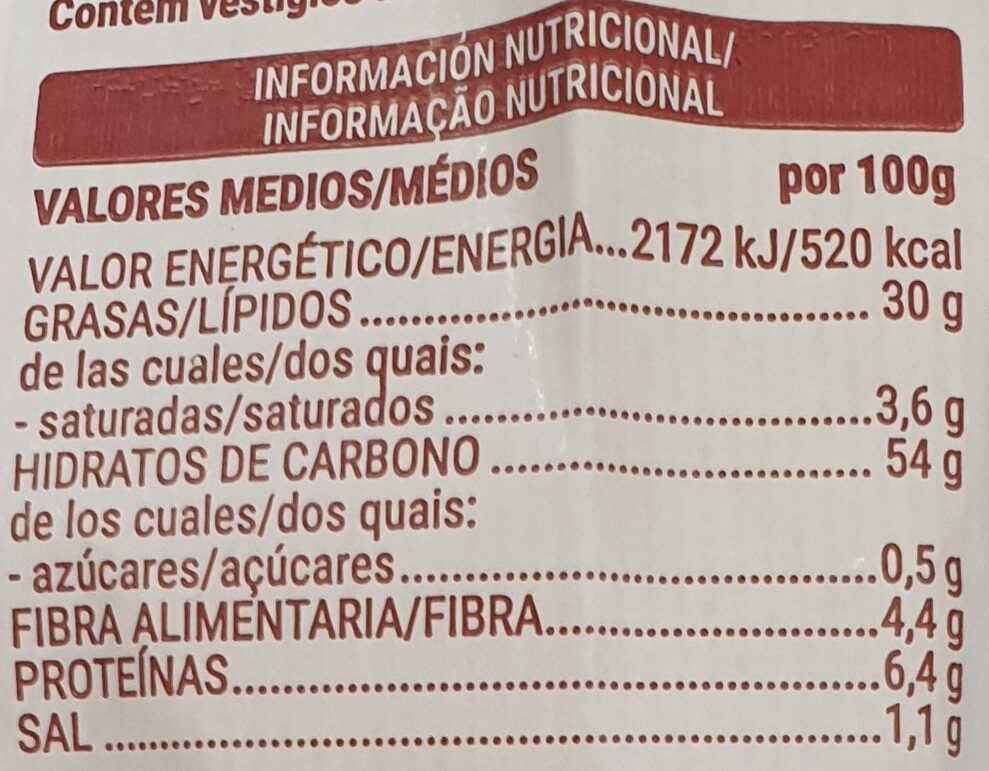 Contém
INFORMACIÓN NUTRICIONAL/
INFORMAÇÃO NUTRICIONAL
VALORES MEDIOS/MÉDIOS por 100g
VALOR ENERGÉTICO/ENERGIA...2172 kJ/520 kcal
GRASAS/LÍPIDOS ........................................ 30 g
de las cuales/dos quais:
- saturadas/saturados ..................................3,6 g
HIDRATOS DE CARBONO .............................. 54 g
de los cuales/dos quais:
- azúcares/açúcares......................................0,5 g
FIBRA ALIMENTARIA/FIBRA..........................4,4 g
PROTEÍNAS....................................................6,4 g
SAL ..............................................................1,1 g